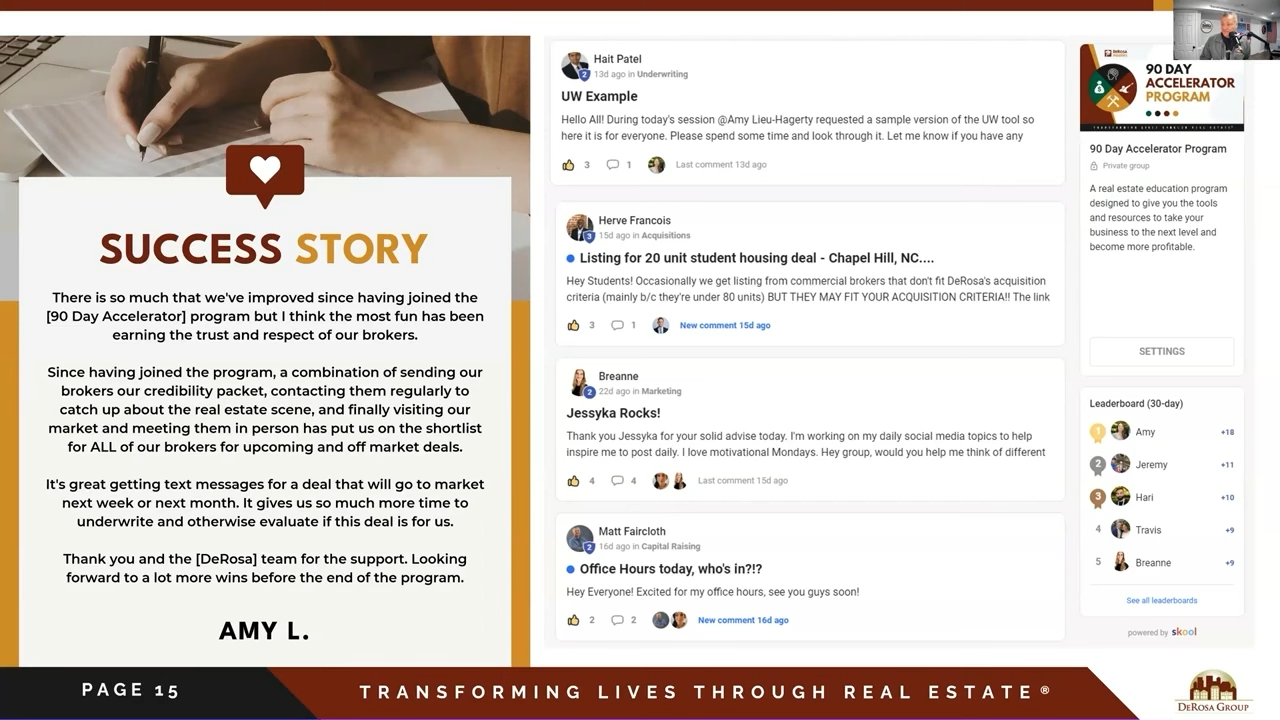 SUCCESS STORY
There is so much that we've improved since having joined the
[90 Day Accelerator] program but I think the most fun has been
earning the trust and respect of our brokers.
Since having joined the program, a combination of sending our
brokers our credibility packet, contacting them regularly to
catch up about the real estate scene, and finally visiting our
market and meeting them in person has put us on the shortlist
for ALL of our brokers for upcoming and off market deals.
It's great getting text messages for a deal that will go to market
next week or next month. It gives us so much more time to
underwrite and otherwise evaluate if this deal is for us.
Thank you and the [DeRosa] team for the support. Looking
forward to a lot more wins before the end of the program.
AMY L.
Hait Patel
2
13d ago in Underwriting
UW Example
Hello All! During today's session @Amy Lieu-Hagerty requested a sample version of the UW tool so
here it is for everyone. Please spend some time and look through it. Let me know if you have any
3 1 Last comment 13d ago
Herve Francois
3
15d ago in Acquisitions
Listing for 20 unit student housing deal - Chapel Hill, NC....
Hey Students! Occasionally we get listing from commercial brokers that don't fit DeRosa's acquisition
criteria (mainly b/c they're under 80 units) BUT THEY MAY FIT YOUR ACQUISITION CRITERIA!! The link
3 1 New comment 15d ago
Breanne
2
22d ago in Marketing
Jessyka Rocks!
Thank you Jessyka for your solid advise today. I'm working on my daily social media topics to help
inspire me to post daily. I love motivational Mondays. Hey group, would you help me think of different
4 4 Last comment 15d ago
Matt Faircloth
2
16d ago in Capital Raising
Office Hours today, who's in?!?
Hey Everyone! Excited for my office hours, see you guys soon!
2 2 New comment 16d ago
DeRosa
90 DAY
ACCELERATOR
PROGRAM
TRANSFORMING LIVES THROUGH REAL ESTATE
90 Day Accelerator Program
Private group
A real estate education program
designed to give you the tools
and resources to take your
business to the next level and
become more profitable.
SETTINGS
Leaderboard (30-day)
1 Amy +18
2 Jeremy +11
3 Hari +10
4 Travis +9
5 Breanne +9
See all leaderboards
powered by skool
PAGE 15
TRANSFORMING LIVES THROUGH REAL ESTATE®
DEROSA GROUP